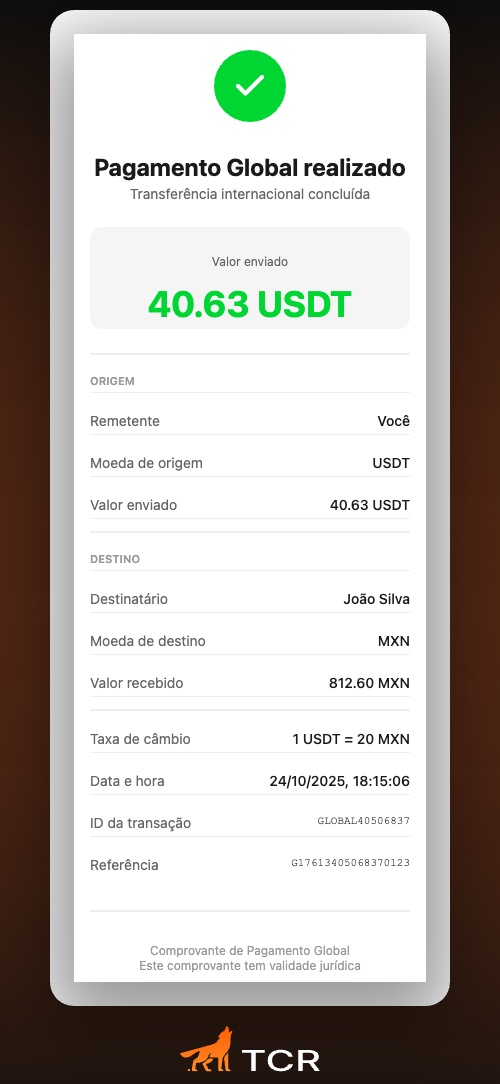 Pagamento Global realizado
Transferência internacional concluída
Valor enviado
40.63 USDT
ORIGEM
Remetente Você
Moeda de origem USDT
Valor enviado 40.63 USDT
DESTINO
Destinatário João Silva
Moeda de destino MXN
Valor recebido 812.60 MXN
Taxa de câmbio 1 USDT = 20 MXN
Data e hora 24/10/2025, 18:15:06
ID da transação GLOBAL40506837
Referência G17613405068370123
Comprovante de Pagamento Global
Este comprovante tem validade jurídica
TCR